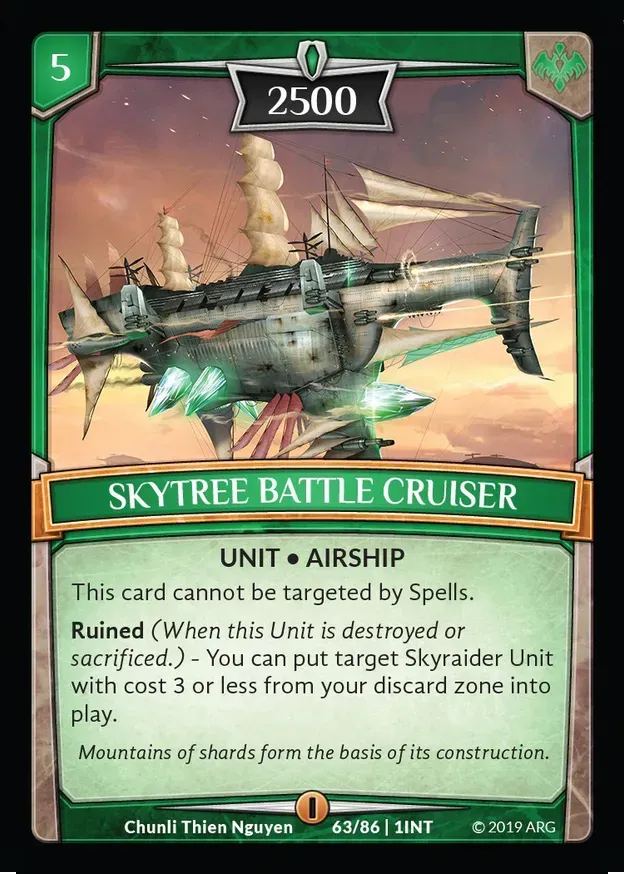 5
2500
SKYTREE BATTLE CRUISER
UNIT • AIRSHIP
This card cannot be targeted by Spells.
Ruined (When this Unit is destroyed or
sacrificed.) - You can put target Skyraider Unit
with cost 3 or less from your discard zone into
play.
Mountains of shards form the basis of its construction.
I
Chunli Thien Nguyen 63/86 | 1INT © 2019 ARG